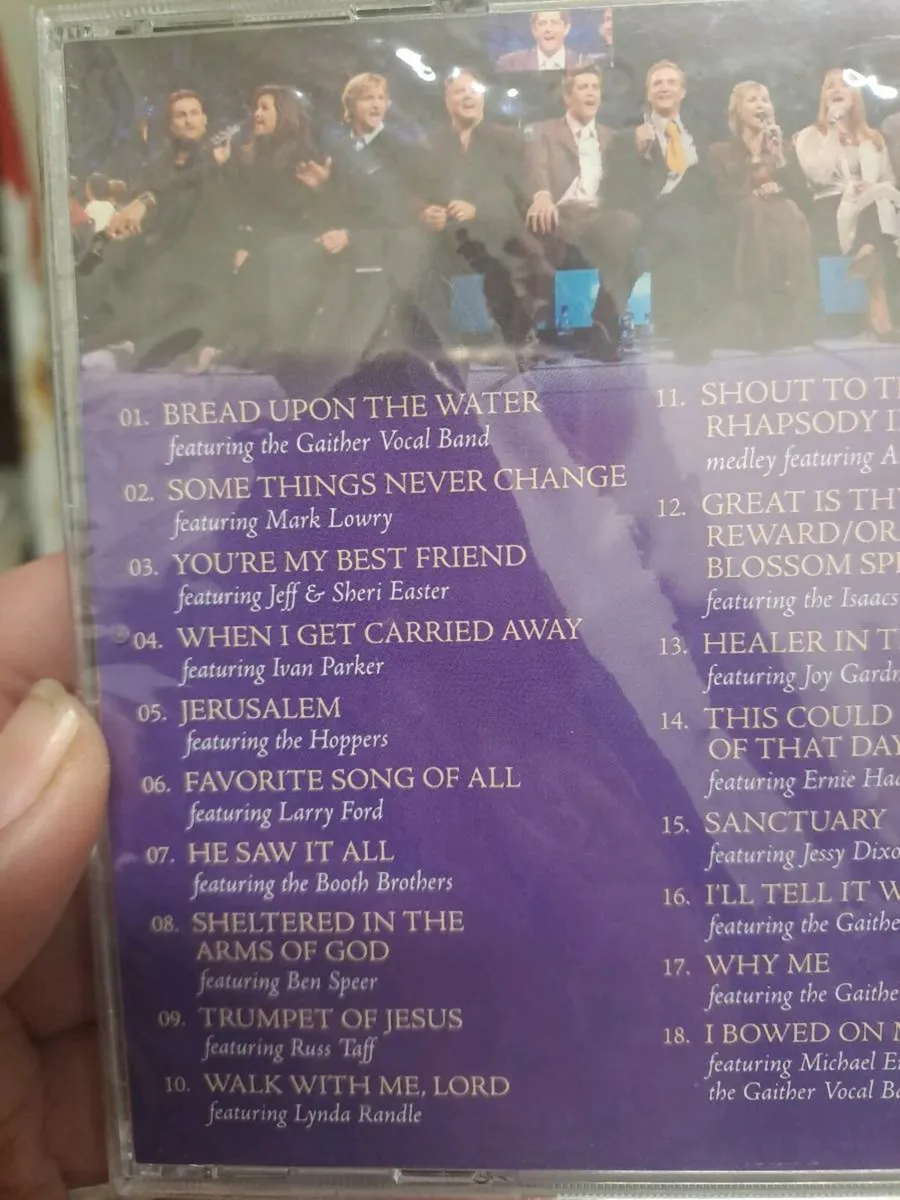 01. BREAD UPON THE WATER
featuring the Gaither Vocal Band
02. SOME THINGS NEVER CHANGE
featuring Mark Lowry
03. YOU'RE MY BEST FRIEND
featuring Jeff & Sheri Easter
04. WHEN I GET CARRIED AWAY
featuring Ivan Parker
05. JERUSALEM
featuring the Hoppers
06. FAVORITE SONG OF ALL
featuring Larry Ford
07. HE SAW IT ALL
featuring the Booth Brothers
08. SHELTERED IN THE
ARMS OF GOD
featuring Ben Speer
09. TRUMPET OF JESUS
featuring Russ Taff
10. WALK WITH ME, LORD
featuring Lynda Randle
11. SHOUT TO
RHAPSODY
medley featuring
12. GREAT IS
REWARD/OR
BLOSSOM
featuring the Isaacs
13. HEALER IN
featuring Joy
14. THIS COULD
OF THAT DAY
featuring Ernie
15. SANCTUARY
featuring Jessy
16. I'LL TELL IT
featuring the
17. WHY ME
featuring the
18. I BOWED ON
featuring Michael
the Gaither Vocal